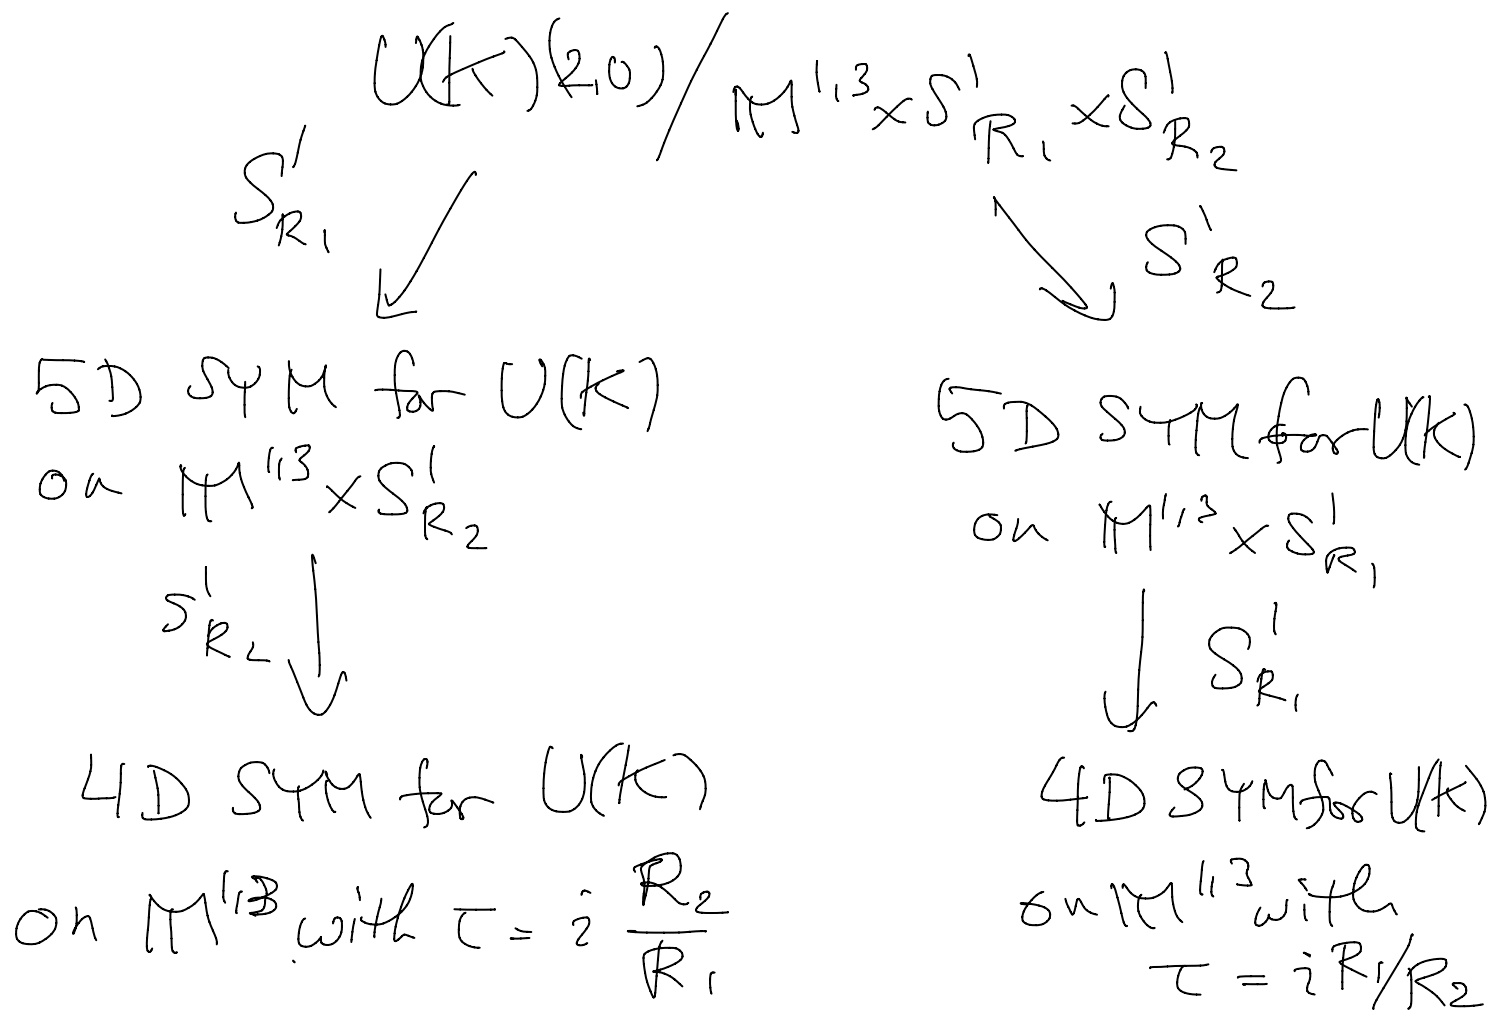 U(K)(2,0)/M^{1,3}×S^1_{R_1}×S^1_{R_2}
S^1_{R_1}
S^1_{R_2}
5D SYM for U(K)
on M^{1,3}×S^1_{R_2}
S^1_{R_2}
4D SYM for U(K)
on M^{1,3} with τ = i R_2/R_1
5D SYM for U(K)
on M^{1,3}×S^1_{R_1}
S^1_{R_1}
4D SYM for U(K)
on M^{1,3} with
τ = i R_1/R_2